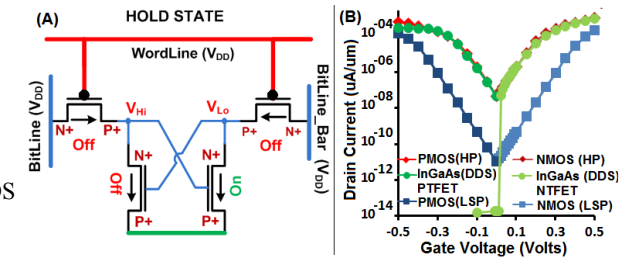 (A)
HOLD STATE
WordLine (VDD)
BitLine (VDD)
BitLine_Bar (VDD)
VHi
VLo
N+
P+
Off
P+
N+
Off
N+
Off
P+
N+
On
P+
OS
(B)
Drain Current (uA/um)
10-04
10-06
10-08
10-10
10-12
10-14
PMOS(HP)
InGaAs(DDS)
PTFET
PMOS(LSP)
NMOS (HP)
InGaAs (DDS)
NTFET
NMOS (LSP)
-0.5 -0.3 -0.1 0.1 0.3 0.5
Gate Voltage (Volts)